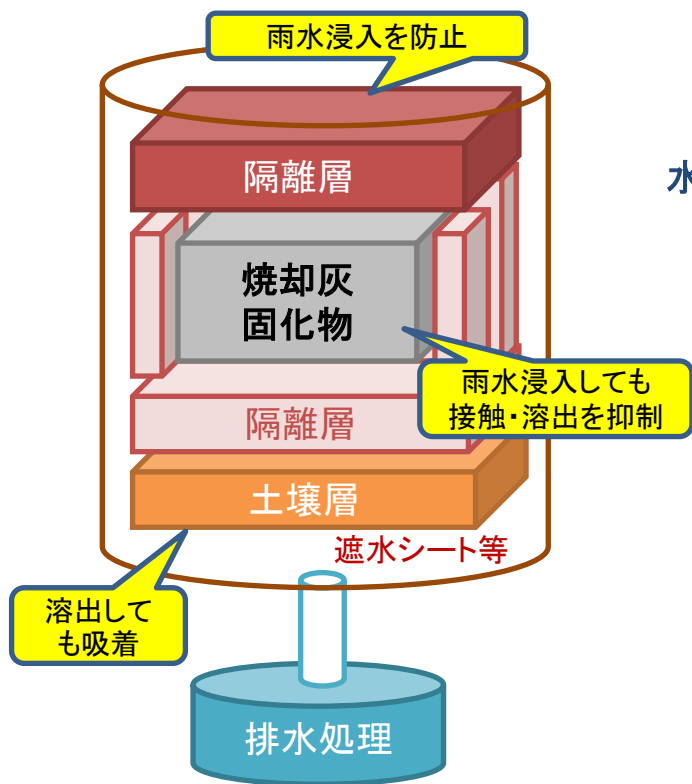 雨水浸入を防止
隔離層
水
焼却灰
固化物
雨水浸入しても
接触・溶出を抑制
隔離層
土壌層
遮水シート等
溶出して
も吸着
排水処理